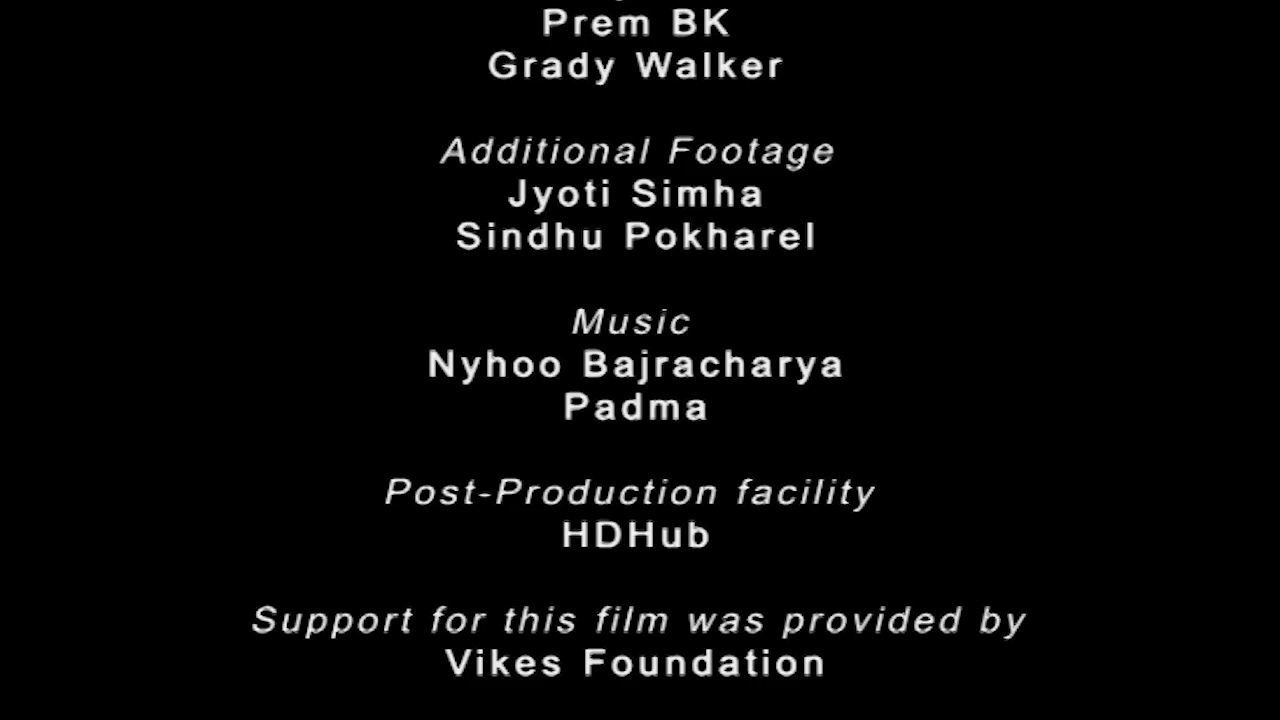 Prem BK
Grady Walker
Additional Footage
Jyoti Simha
Sindhu Pokharel
Music
Nyhoo Bajracharya
Padma
Post-Production facility
HDHub
Support for this film was provided by
Vikes Foundation